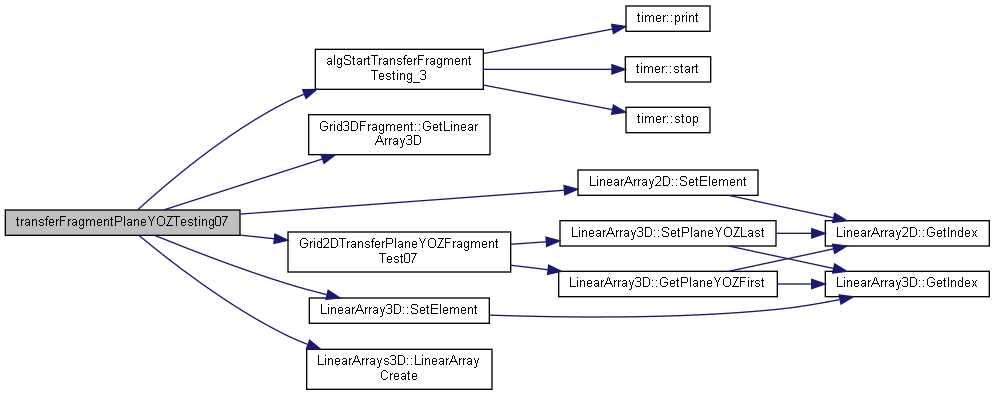 timer::print
algStartTransferFragment
Testing_3
timer::start
timer::stop
Grid3DFragment::GetLinear
Array3D
LinearArray2D::SetElement
transferFragmentPlaneYOZTesting07
Grid2DTransferPlaneYOZFragment
Test07
LinearArray3D::SetPlaneYOZLast
LinearArray2D::GetIndex
LinearArray3D::GetPlaneYOZFirst
LinearArray3D::GetIndex
LinearArray3D::SetElement
LinearArrays3D::LinearArray
Create